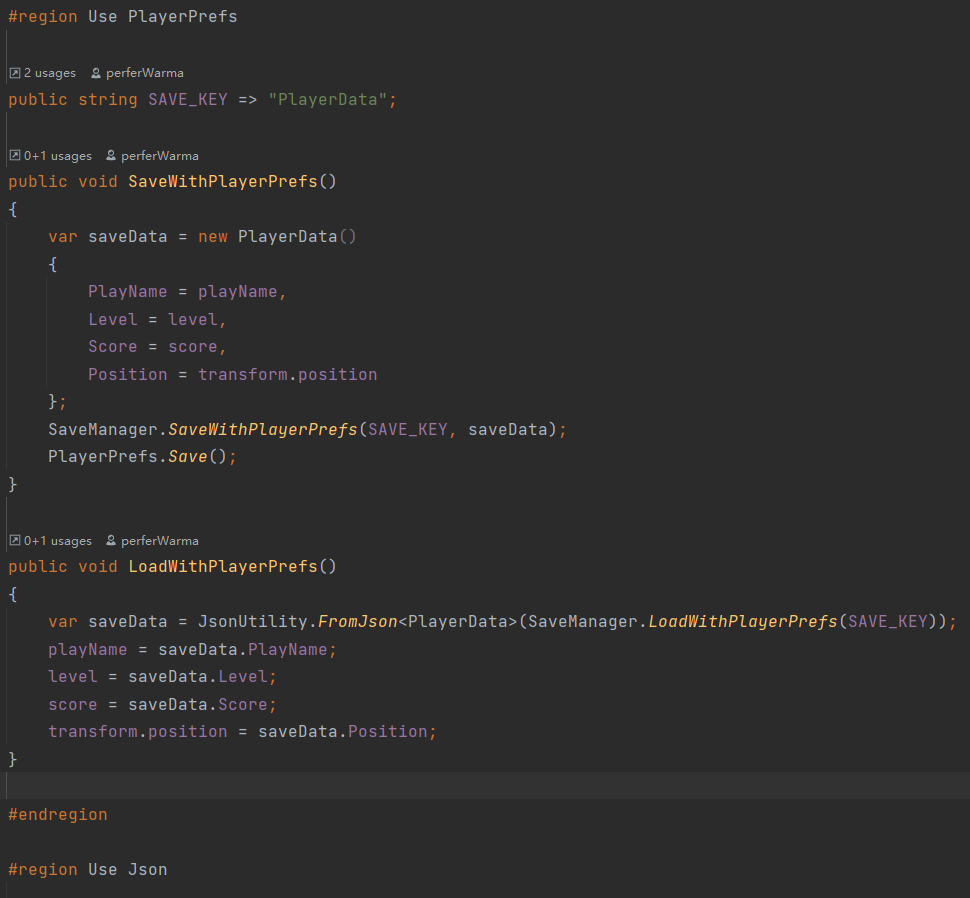 #region Use PlayerPrefs
2 usages perferWarma
public string SAVE_KEY => "PlayerData";
0+1 usages perferWarma
public void SaveWithPlayerPrefs()
{
    var saveData = new PlayerData()
    {
        PlayName = playName,
        Level = level,
        Score = score,
        Position = transform.position
    };
    SaveManager.SaveWithPlayerPrefs(SAVE_KEY, saveData);
    PlayerPrefs.Save();
}
0+1 usages perferWarma
public void LoadWithPlayerPrefs()
{
    var saveData = JsonUtility.FromJson<PlayerData>(SaveManager.LoadWithPlayerPrefs(SAVE_KEY));
    playName = saveData.PlayName;
    level = saveData.Level;
    score = saveData.Score;
    transform.position = saveData.Position;
}
#endregion
#region Use Json